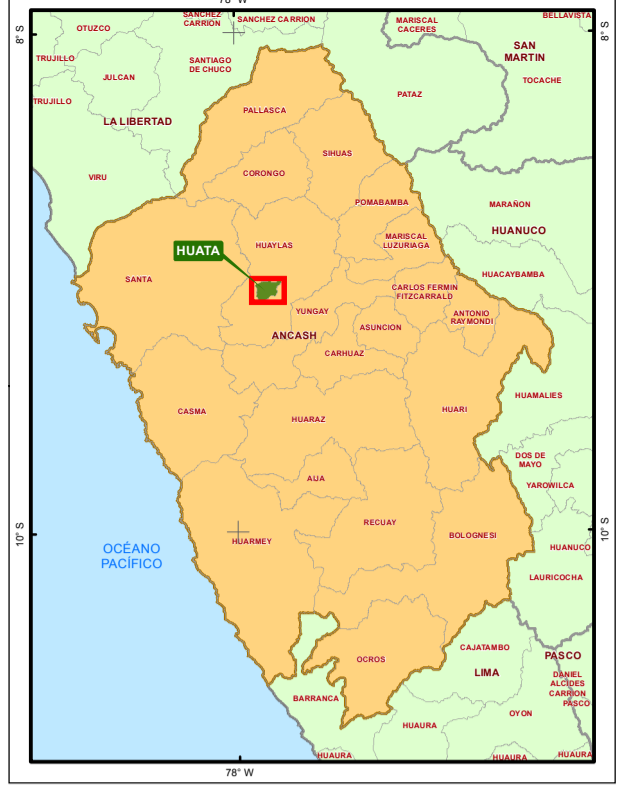 78° W
SANCHEZ
CARRIÓN
SANCHEZ CARRION
MARISCAL
CACERES
BELLAVISTA
OTUZCO
8° S
8° S
SAN
MARTIN
TRUJILLO
SANTIAGO
DE CHUCO
JULCAN
TOCACHE
PATAZ
TRUJILLO
PALLASCA
LA LIBERTAD
SIHUAS
CORONGO
VIRU
POMABAMBA
MARAÑON
HUANUCO
MARISCAL
LUZURIAGA
HUAYLAS
HUATA
HUACAYBAMBA
SANTA
CARLOS FERMIN
FITZCARRALD
YUNGAY
ANTONIO
RAYMONDI
ASUNCION
ANCASH
CARHUAZ
HUAMALIES
CASMA
HUARI
HUARAZ
DOS DE
MAYO
AIJA
YAROWILCA
RECUAY
BOLOGNESI
10° S
10° S
HUARMEY
OCÉANO
PACÍFICO
HUANUCO
LAURICOCHA
CAJATAMBO
PASCO
OCROS
LIMA
DANIEL
ALCIDES
CARRION
PASCO
BARRANCA
OYON
HUAURA
HUAURA
HUAURA
HUAURA
78° W